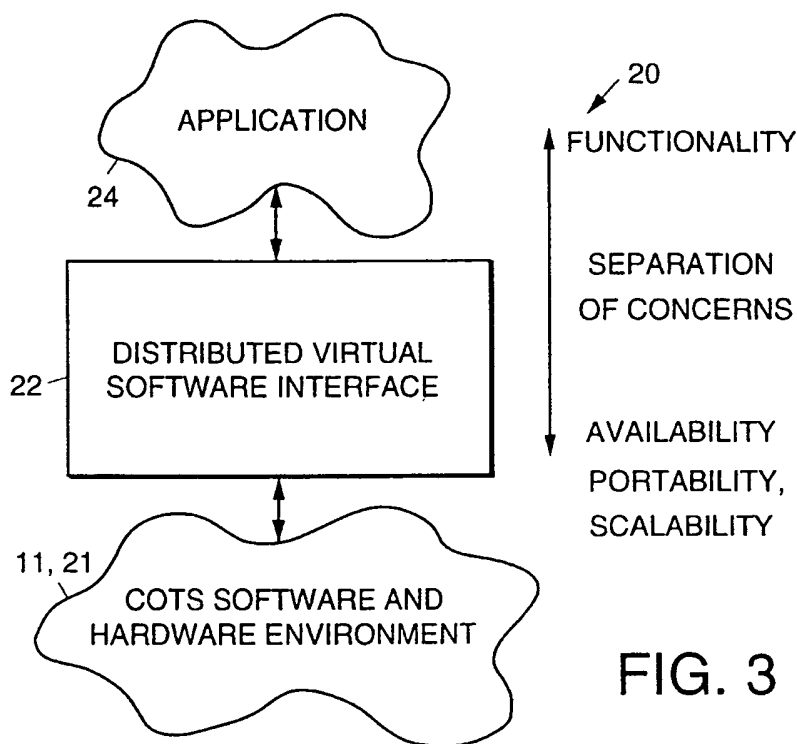 20
APPLICATION
FUNCTIONALITY
24
SEPARATION
OF CONCERNS
DISTRIBUTED VIRTUAL
SOFTWARE INTERFACE
22
AVAILABILITY
PORTABILITY,
SCALABILITY
11, 21
COTS SOFTWARE AND
HARDWARE ENVIRONMENT
FIG. 3